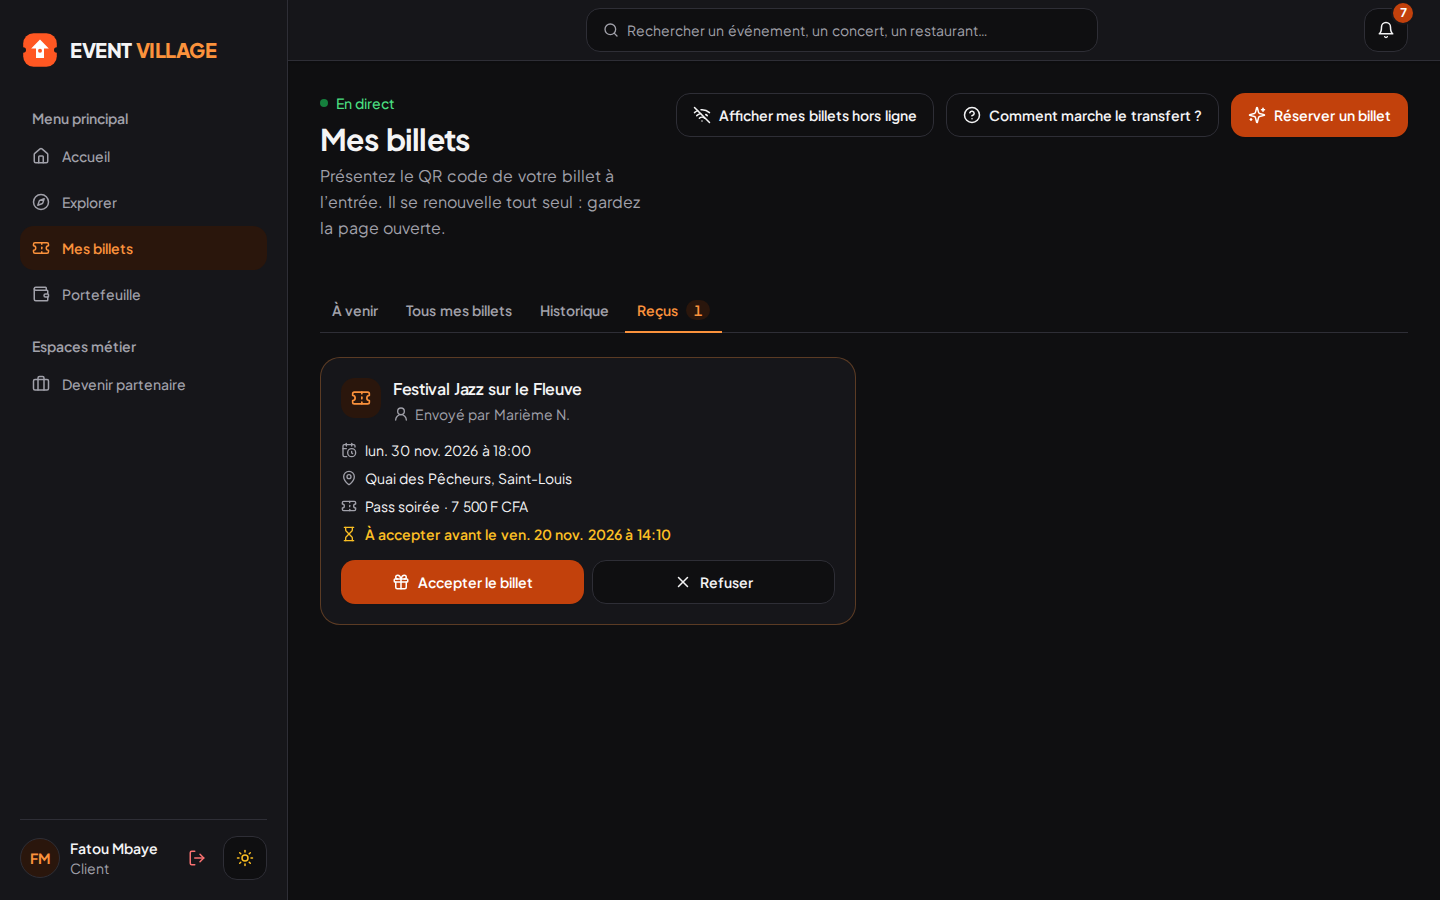 EVENT VILLAGE
Menu principal
Accueil
Explorer
Mes billets
Portefeuille
Espaces métier
Devenir partenaire
FM
Fatou Mbaye
Client
Rechercher un événement, un concert, un restaurant...
7
En direct
Mes billets
Présentez le QR code de votre billet à
l'entrée. Il se renouvelle tout seul : gardez
la page ouverte.
Afficher mes billets hors ligne
Comment marche le transfert ?
Réserver un billet
À venir Tous mes billets Historique Reçus 1
Festival Jazz sur le Fleuve
Envoyé par Marième N.
lun. 30 nov. 2026 à 18:00
Quai des Pêcheurs, Saint-Louis
Pass soirée · 7 500 F CFA
À accepter avant le ven. 20 nov. 2026 à 14:10
Accepter le billet
Refuser